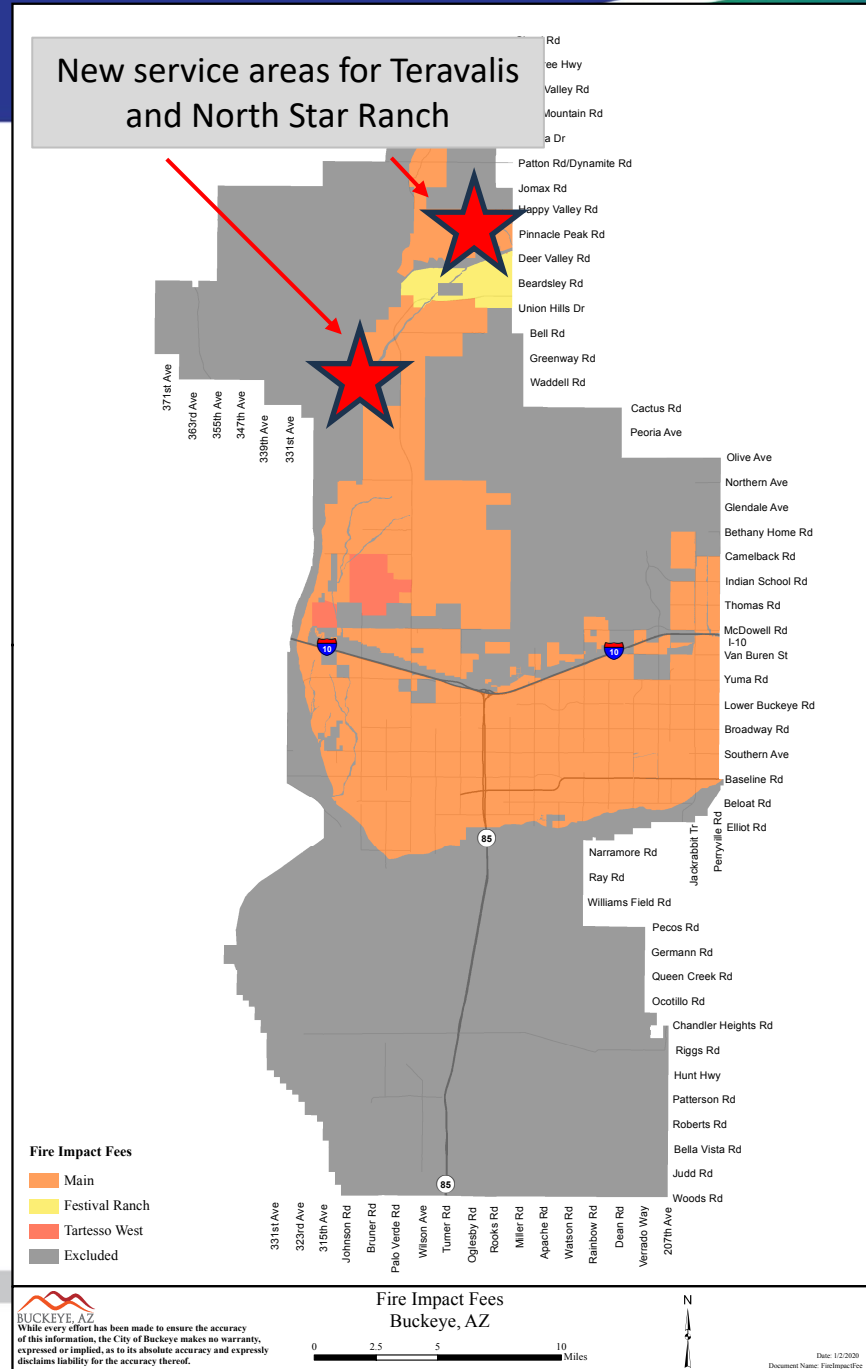 New service areas for Teravalis
and North Star Ranch
Rd
Hwy
Valley Rd
Mountain Rd
Dr
Patton Rd/Dynamite Rd
Jomax Rd
Happy Valley Rd
Pinnacle Peak Rd
Deer Valley Rd
Beardsley Rd
Union Hills Dr
Bell Rd
Greenway Rd
Waddell Rd
371st Ave
363rd Ave
355th Ave
347th Ave
339th Ave
331st Ave
Cactus Rd
Peoria Ave
Olive Ave
Northern Ave
Glendale Ave
Bethany Home Rd
Camelback Rd
Indian School Rd
Thomas Rd
McDowell Rd
I-10
10
10
Van Buren St
Yuma Rd
Lower Buckeye Rd
Broadway Rd
Southern Ave
Baseline Rd
Beloat Rd
Elliot Rd
Jackrabbit Tr
Perryville Rd
85
Narramore Rd
Ray Rd
Williams Field Rd
Pecos Rd
Germann Rd
Queen Creek Rd
Ocotillo Rd
Chandler Heights Rd
Riggs Rd
Hunt Hwy
Patterson Rd
Roberts Rd
Bella Vista Rd
Judd Rd
Woods Rd
85
Fire Impact Fees
Main
Festival Ranch
Tartesso West
Excluded
331st Ave
323rd Ave
315th Ave
Johnson Rd
Bruner Rd
Palo Verde Rd
Wilson Ave
Turner Rd
Oglesby Rd
Rooks Rd
Miller Rd
Apache Rd
Watson Rd
Rainbow Rd
Dean Rd
Verrado Way
207th Ave
BUCKEYE, AZ
While every effort has been made to ensure the accuracy
of this information, the City of Buckeye makes no warranty,
expressed or implied, as to its absolute accuracy and expressly
disclaims liability for the accuracy thereof.
Fire Impact Fees
Buckeye, AZ
0 2.5 5 10
Miles
N
Date: 1/2/2020
Document Name: FireImpactFee